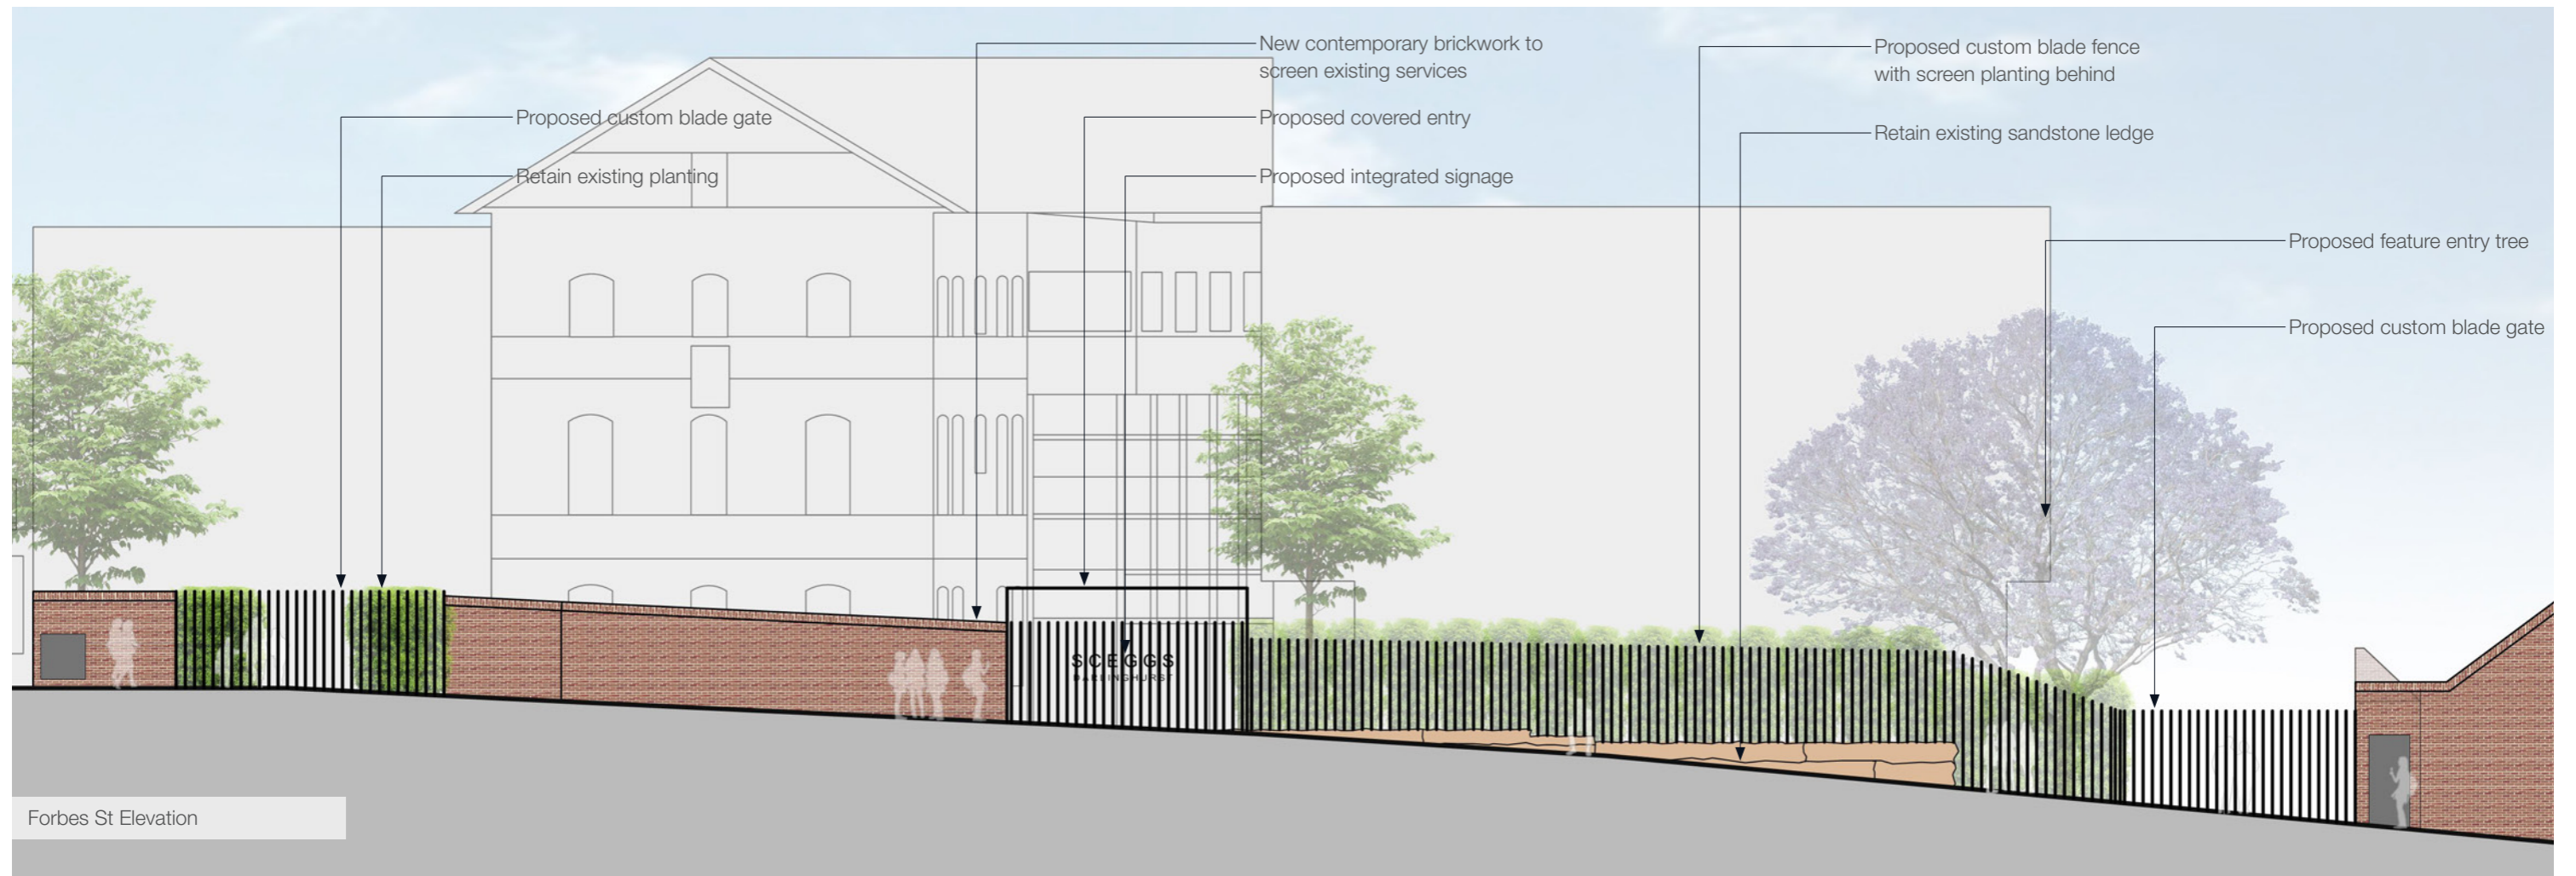 New contemporary brickwork to
screen existing services
Proposed custom blade fence
with screen planting behind
Proposed custom blade gate
Proposed covered entry
Retain existing sandstone ledge
Retain existing planting
Proposed integrated signage
Proposed feature entry tree
Proposed custom blade gate
SCEGGS
DARLINGHURST
Forbes St Elevation